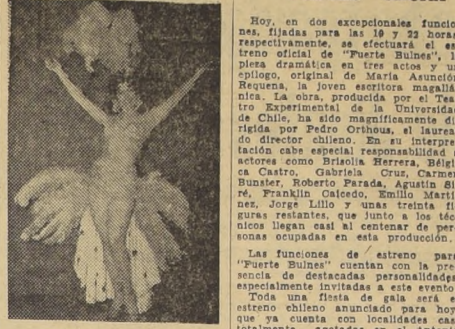 Hoy, en dos excepcionales funcio-
nes, fijadas para las 19 y 22 horas
respectivamente, se efectuará el es-
treno oficial de "Fuerte Bulnes", l
pieza dramática en tres actos y u
epílogo, original de María Asunció
Requena, la joven escritora magallá
nica. La obra, producida por el Tea
tro Experimental de la Universidad
de Chile, ha sido magníficamente di
rigida por Pedro Orthous, el laurea
do director chileno. En su interpre
tación cabe especial responsabilidad
actores como Brisolia Herrera, Bélgi
ca Castro, Gabriela Cruz, Carmen
Bunster, Roberto Parada, Agustín Si
ré, Franklin Caicedo, Emilio Martí
nez, Jorge Lillo y unas treinta fi
guras restantes, que junto a los téc
nicos llegan casi al centenar de per
sonas ocupadas en esta producción.
Las funciones de estreno para
"Fuerte Bulnes" cuentan con la pre
sencia de destacadas personalidades
especialmente invitadas a este evento
Toda una fiesta de gala será e
estreno chileno anunciado para hoy
que ya cuenta con localidades cas